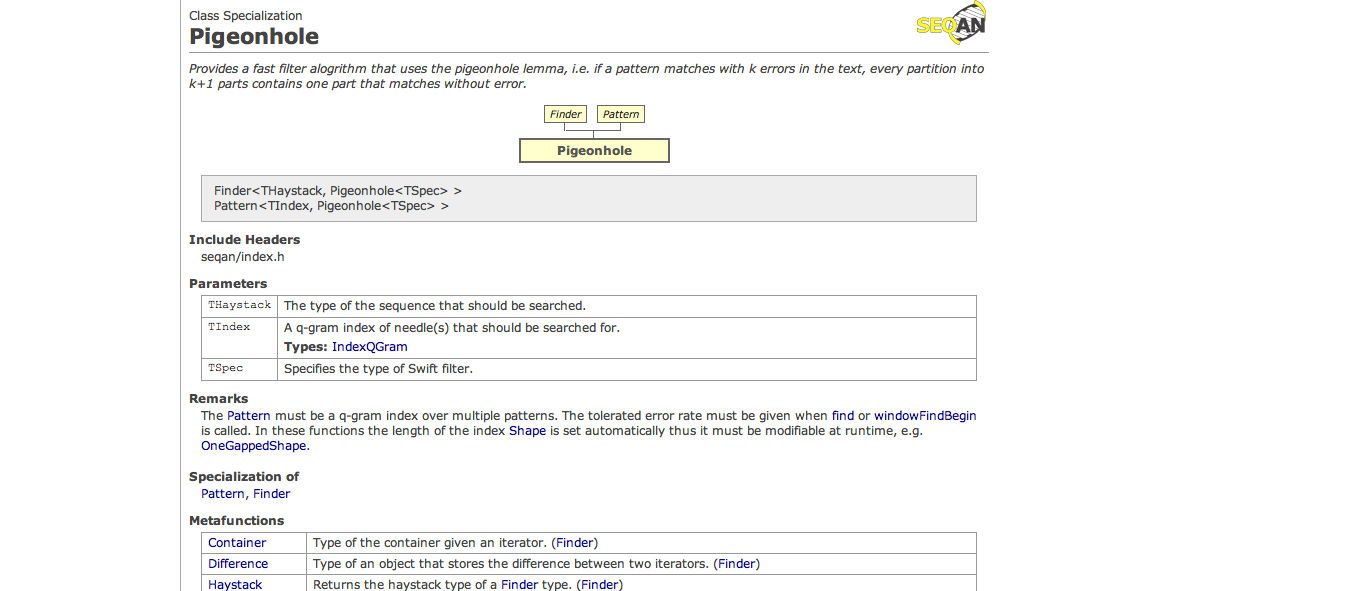 Class Specialization
SEQAN
Pigeonhole
Provides a fast filter alogrithm that uses the pigeonhole lemma, i.e. if a pattern matches with k errors in the text, every partition into
k+1 parts contains one part that matches without error.
Finder Pattern
Pigeonhole
Finder<THaystack, Pigeonhole<TSpec> >
Pattern<TIndex, Pigeonhole<TSpec> >
Include Headers
seqan/index.h
Parameters
THaystack The type of the sequence that should be searched.
TIndex A q-gram index of needle(s) that should be searched for.
Types: IndexQGram
TSpec Specifies the type of Swift filter.
Remarks
The Pattern must be a q-gram index over multiple patterns. The tolerated error rate must be given when find or windowFindBegin
is called. In these functions the length of the index Shape is set automatically thus it must be modifiable at runtime, e.g.
OneGappedShape.
Specialization of
Pattern, Finder
Metafunctions
Container Type of the container given an iterator. (Finder)
Difference Type of an object that stores the difference between two iterators. (Finder)
Haystack Returns the haystack type of a Finder type. (Finder)